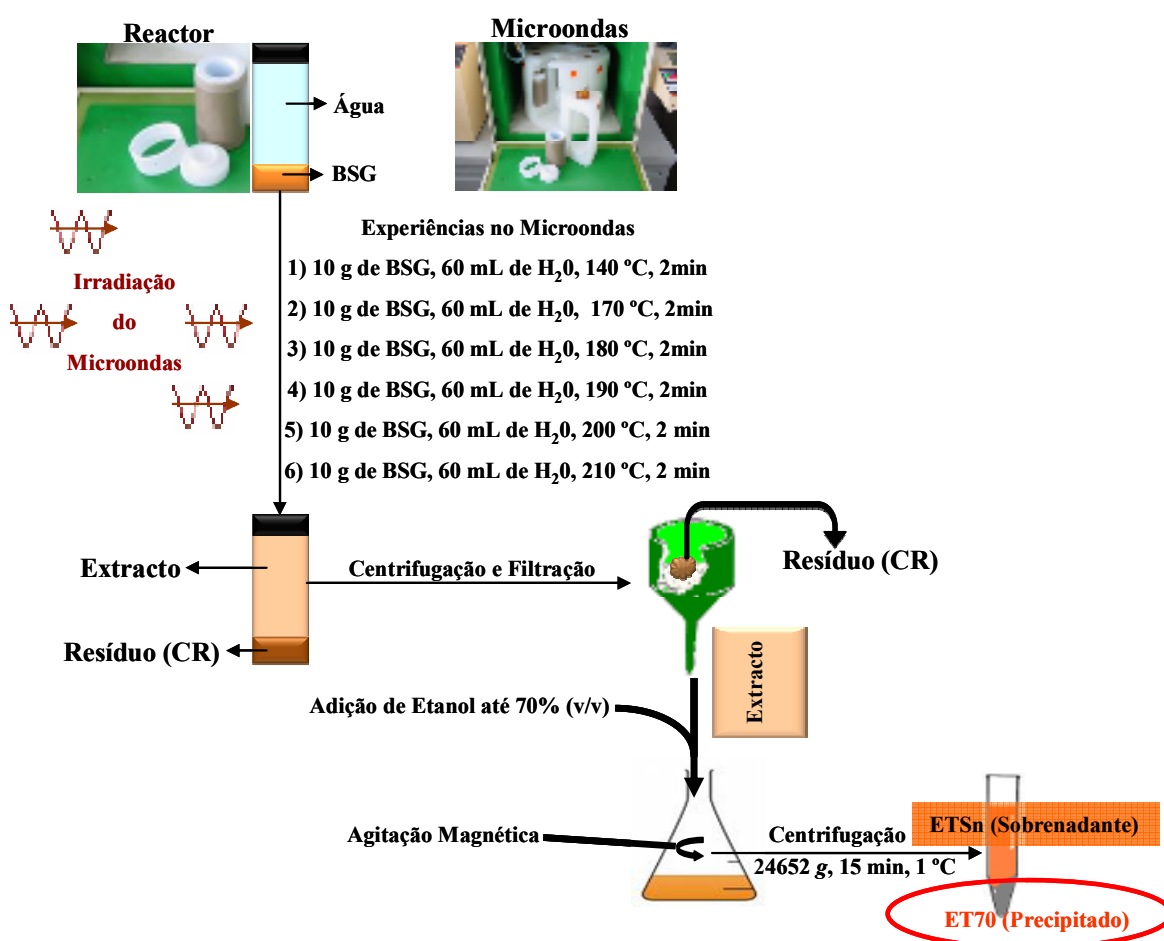 Reactor
Microondas
Água
BSG
Experiências no Microondas
1) 10 g de BSG, 60 mL de H₂0, 140 ºC, 2min
2) 10 g de BSG, 60 mL de H₂0, 170 ºC, 2min
3) 10 g de BSG, 60 mL de H₂0, 180 ºC, 2min
4) 10 g de BSG, 60 mL de H₂0, 190 ºC, 2min
5) 10 g de BSG, 60 mL de H₂0, 200 ºC, 2 min
6) 10 g de BSG, 60 mL de H₂0, 210 ºC, 2 min
Irradiação
do
Microondas
Extracto
Resíduo (CR)
Centrifugação e Filtração
Resíduo (CR)
Extracto
Adição de Etanol até 70% (v/v)
Agitação Magnética
Centrifugação
24652 g, 15 min, 1 ºC
ETSn (Sobrenadante)
ET70 (Precipitado)